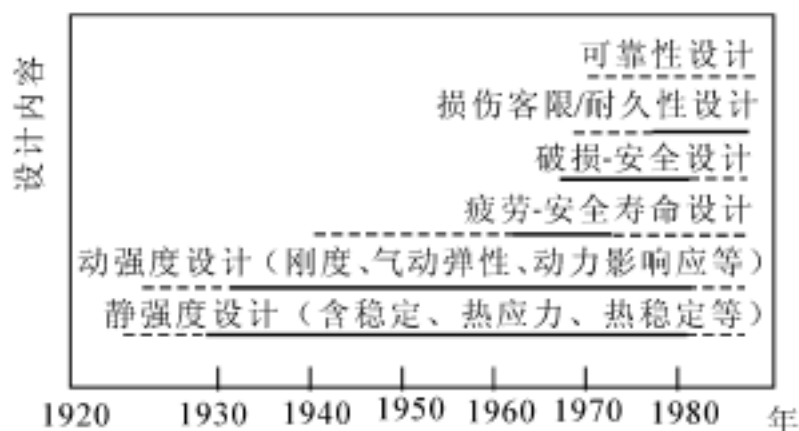 设计内容
可靠性设计
损伤客限/耐久性设计
破损-安全设计
疲劳-安全寿命设计
动强度设计（刚度、气动弹性、动力影响应等）
静强度设计（含稳定、热应力、热稳定等）
1920 1930 1940 1950 1960 1970 1980 年